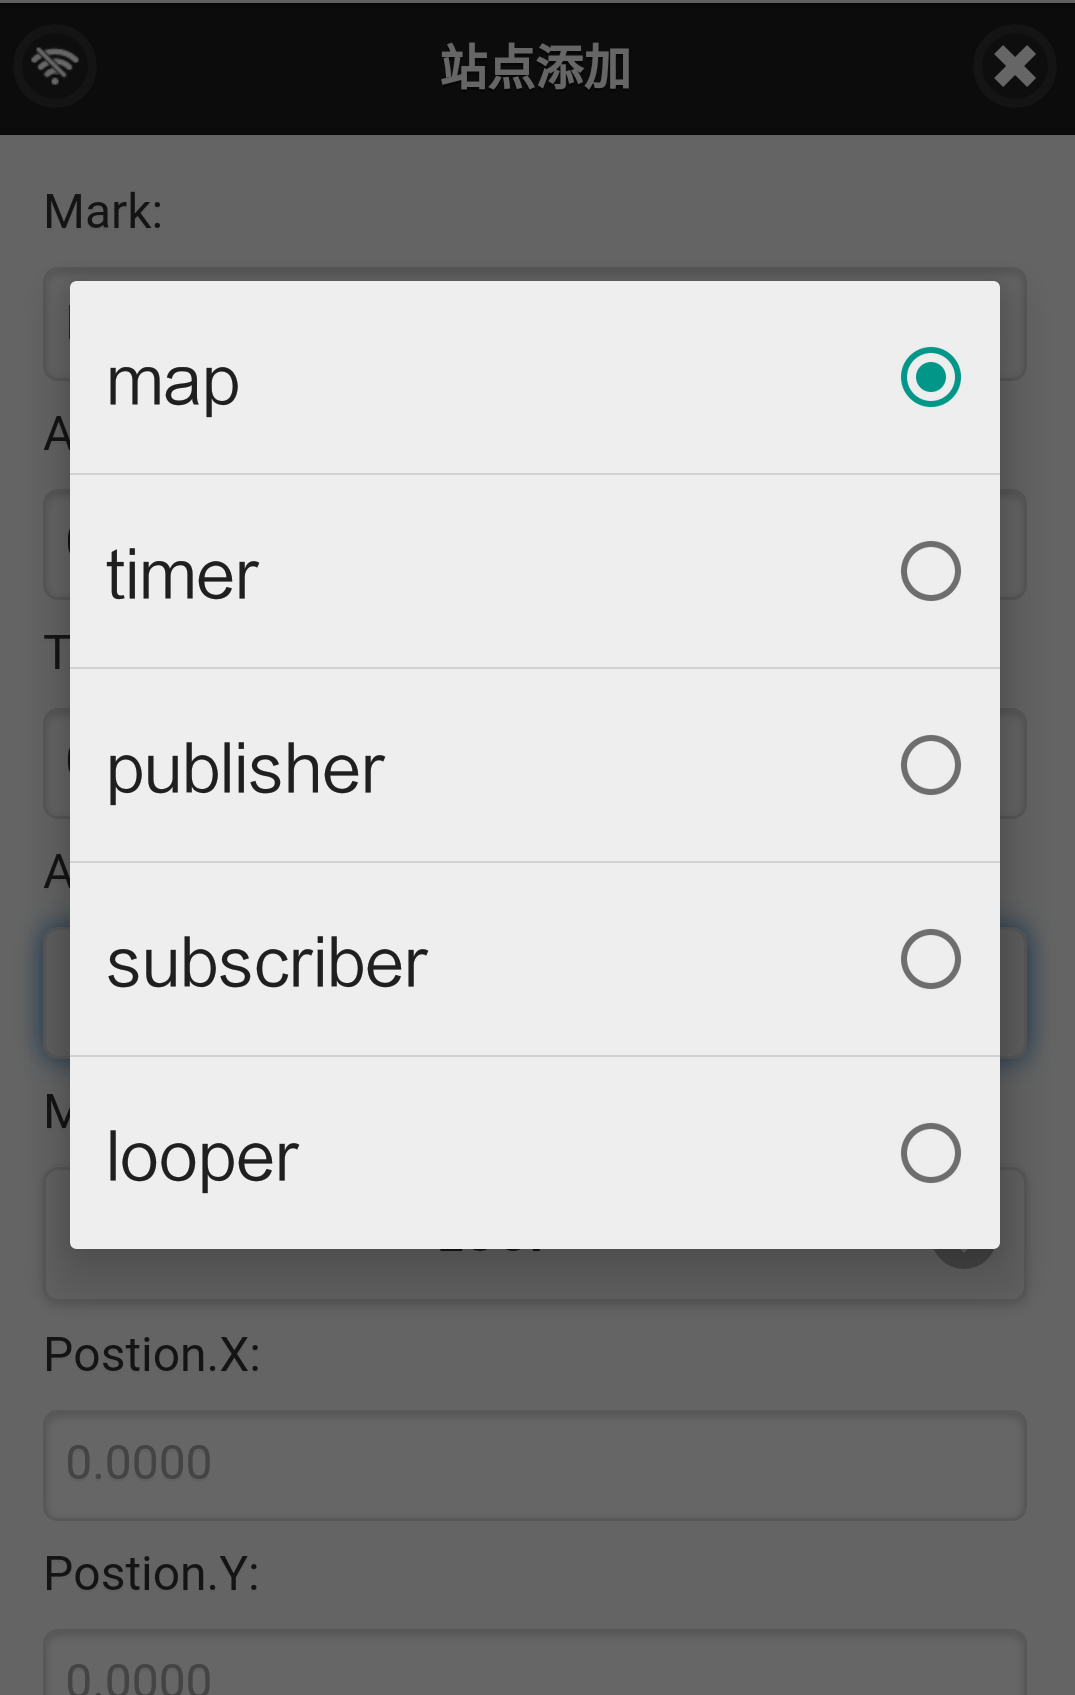 站点添加
Mark:
map
timer
publisher
subscriber
looper
Postion.X:
0.0000
Postion.Y:
0.0000